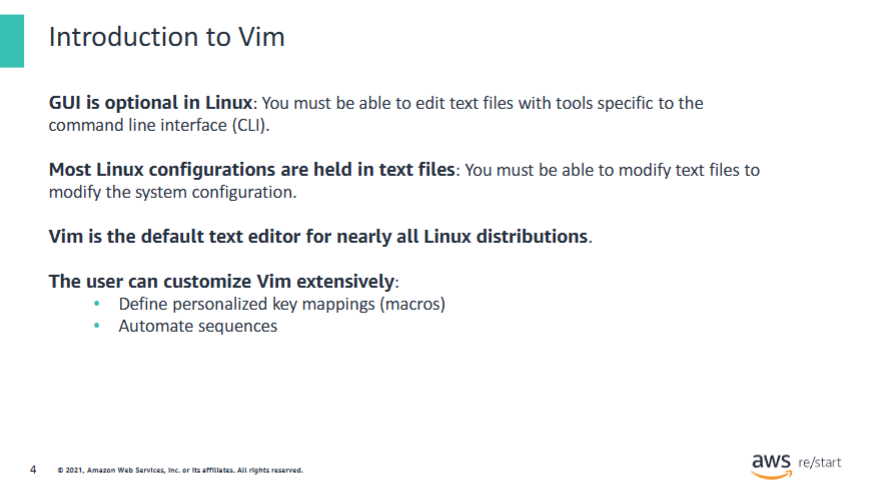 Introduction to Vim
GUI is optional in Linux: You must be able to edit text files with tools specific to the
command line interface (CLI).
Most Linux configurations are held in text files: You must be able to modify text files to
modify the system configuration.
Vim is the default text editor for nearly all Linux distributions.
The user can customize Vim extensively:
• Define personalized key mappings (macros)
• Automate sequences
4 © 2021, Amazon Web Services, Inc. or its affiliates. All rights reserved.
aws re/start